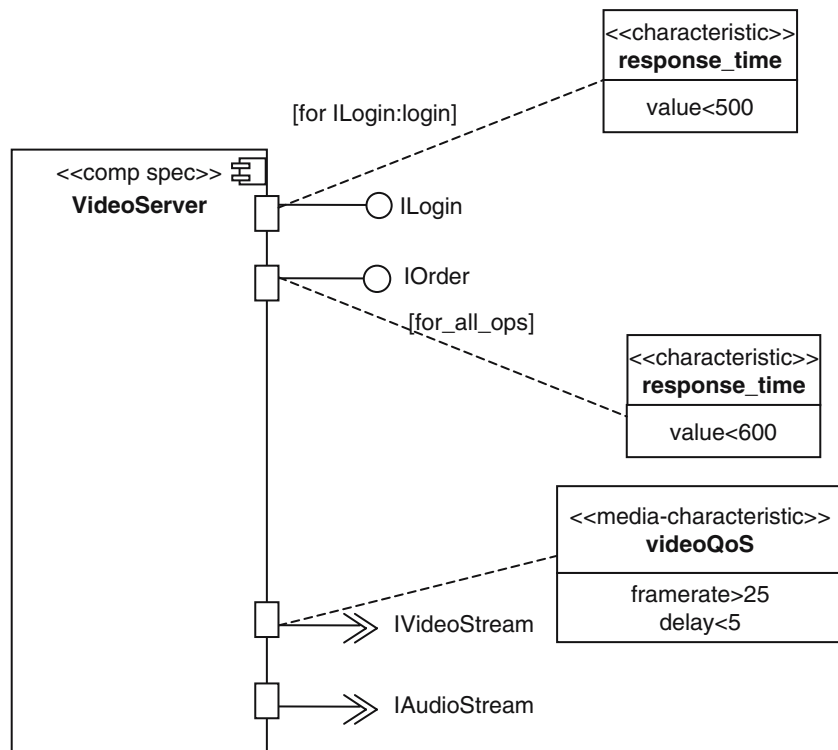 <<characteristic>>
response_time
value<500
[for ILogin:login]
<<comp spec>>
VideoServer
ILogin
IOrder
[for_all_ops]
<<characteristic>>
response_time
value<600
<<media-characteristic>>
videoQoS
framerate>25
delay<5
IVideoStream
IAudioStream